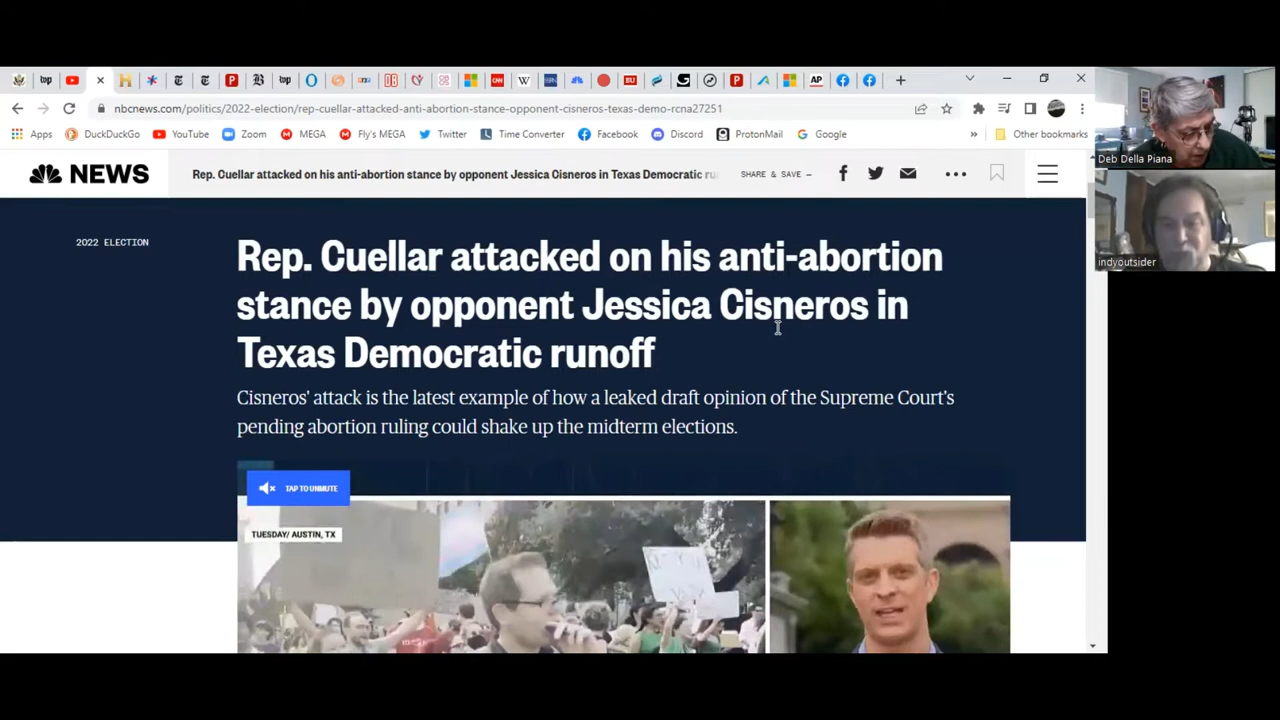 nbcnews.com/politics/2022-election/rep-cuellar-attacked-anti-abortion-stance-opponent-cisneros-texas-demo-rcna27251
Apps DuckDuckGo YouTube Zoom MEGA Fly's MEGA Twitter Time Converter Facebook Discord ProtonMail Google » Other bookmarks
Deb Della Piana
indyoutsider
NEWS
Rep. Cuellar attacked on his anti-abortion stance by opponent Jessica Cisneros in Texas Democratic
SHARE & SAVE —
2022 ELECTION
Rep. Cuellar attacked on his anti-abortion
stance by opponent Jessica Cisneros in
Texas Democratic runoff
Cisneros' attack is the latest example of how a leaked draft opinion of the Supreme Court's
pending abortion ruling could shake up the midterm elections.
TAP TO UNMUTE
TUESDAY/ AUSTIN, TX